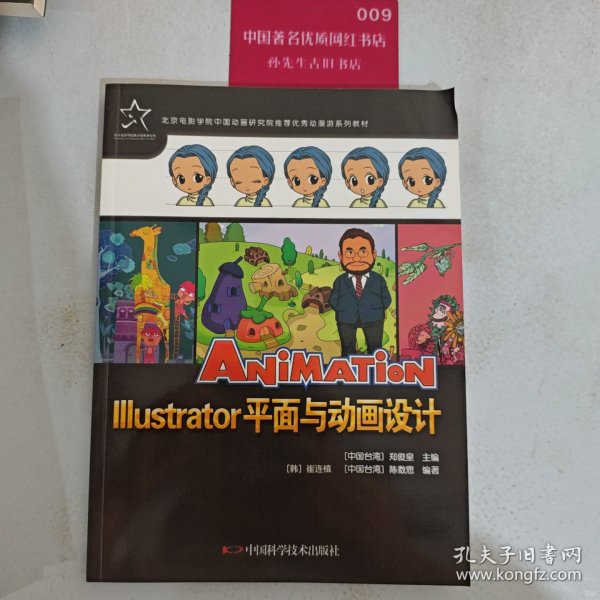 009
中国著名优质网红书店
孙先生古旧书店
北京电影学院中国动画研究院推荐优秀动漫游系列教材
ANiMATioN
Illustrator平面与动画设计
［中国台湾］郑俊皇 主编
［韩］崔连植 ［中国台湾］陈数恩 编著
中国科学技术出版社
孔夫子旧书网
www.kongfz.com